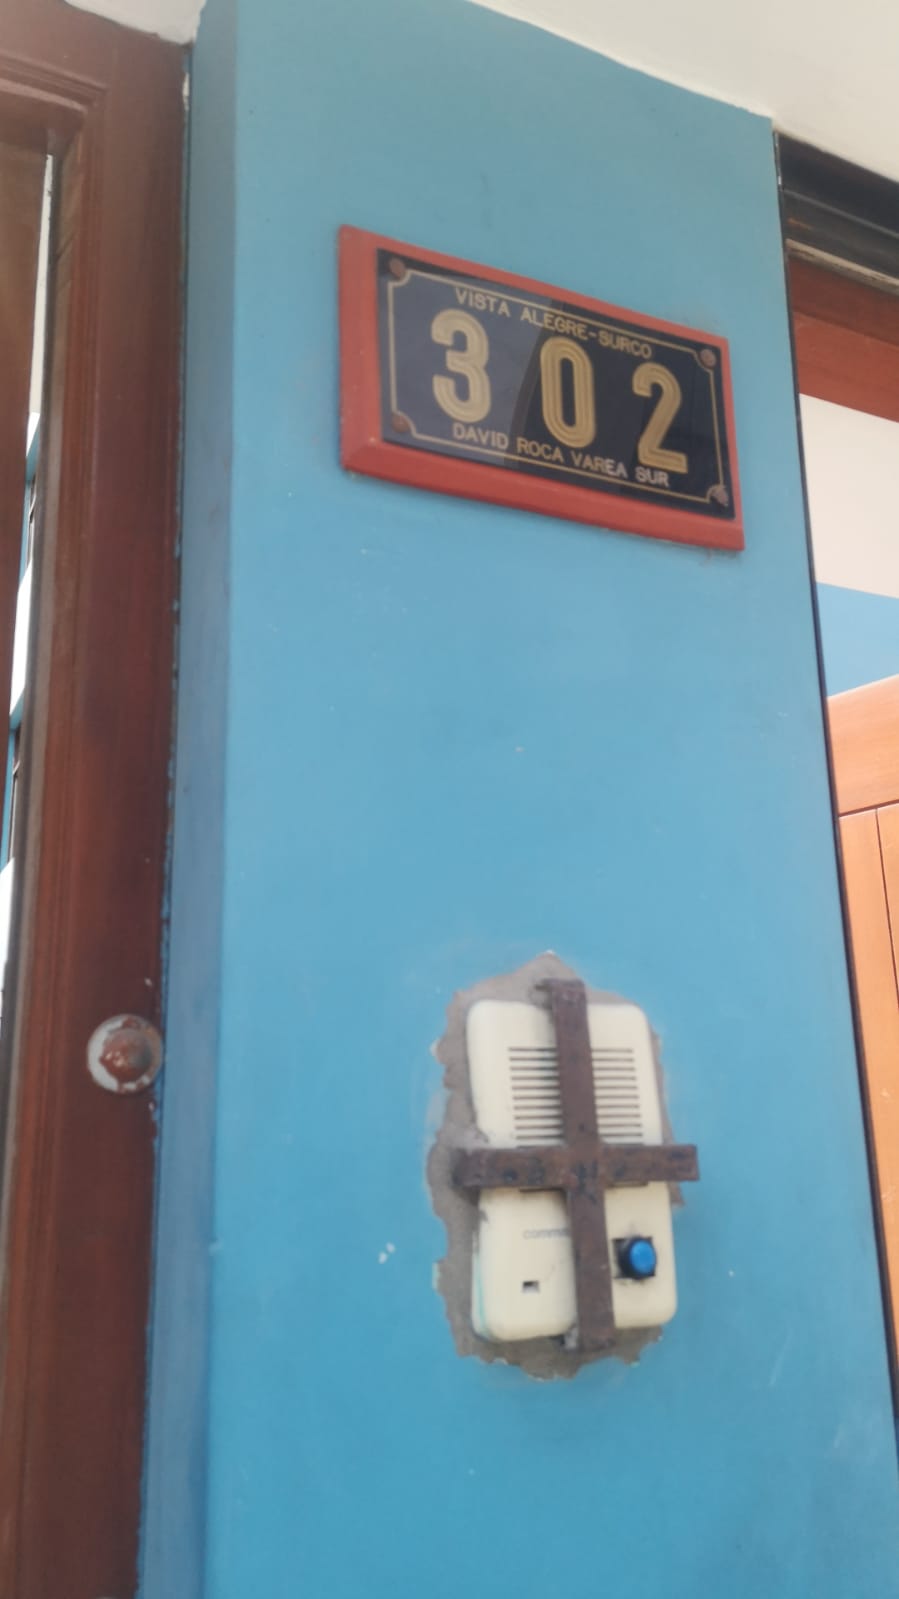 VISTA ALEGRE-SURCO
302
DAVID ROCA VAREA SUR